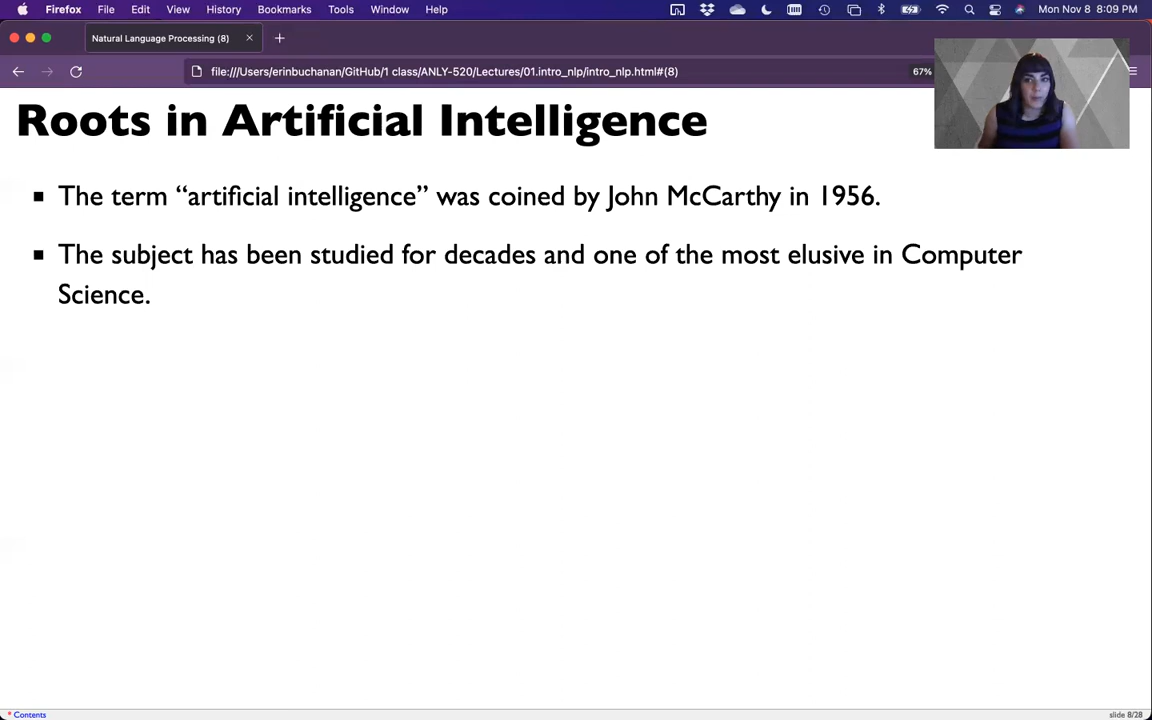 Firefox File Edit View History Bookmarks Tools Window Help Mon Nov 8 8:09 PM
Natural Language Processing (8)
file:///Users/erinbuchanan/GitHub/1 class/ANLY-520/Lectures/01.intro_nlp/intro_nlp.html#(8) 67%
Roots in Artificial Intelligence
The term “artificial intelligence” was coined by John McCarthy in 1956.
The subject has been studied for decades and one of the most elusive in Computer
Science.
* Contents slide 8/28